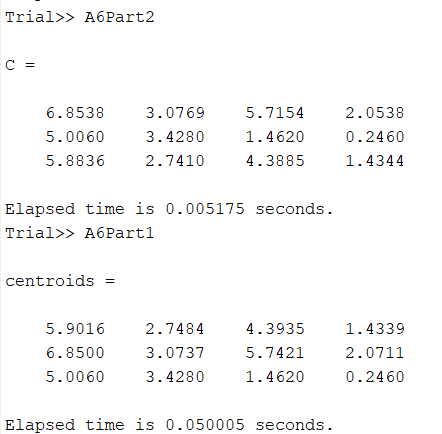 Trial>> A6Part2
C =
6.8538 3.0769 5.7154 2.0538
5.0060 3.4280 1.4620 0.2460
5.8836 2.7410 4.3885 1.4344
Elapsed time is 0.005175 seconds.
Trial>> A6Part1
centroids =
5.9016 2.7484 4.3935 1.4339
6.8500 3.0737 5.7421 2.0711
5.0060 3.4280 1.4620 0.2460
Elapsed time is 0.050005 seconds.